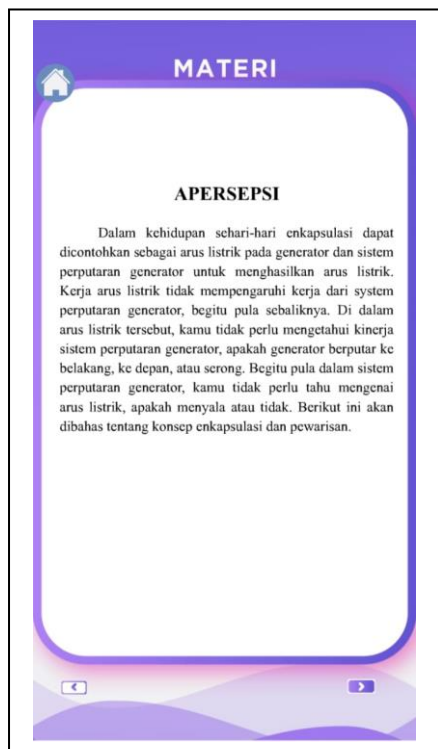 MATERI
APERSEPSI
Dalam kehidupan sehari-hari enkapsulasi dapat
dicontohkan sebagai arus listrik pada generator dan sistem
perputaran generator untuk menghasilkan arus listrik.
Kerja arus listrik tidak mempengaruhi kerja dari system
perputaran generator, begitu pula sebaliknya. Di dalam
arus listrik tersebut, kamu tidak perlu mengetahui kinerja
sistem perputaran generator, apakah generator berputar ke
belakang, ke depan, atau serong. Begitu pula dalam sistem
perputaran generator, kamu tidak perlu tahu mengenai
arus listrik, apakah menyala atau tidak. Berikut ini akan
dibahas tentang konsep enkapsulasi dan pewarisan.